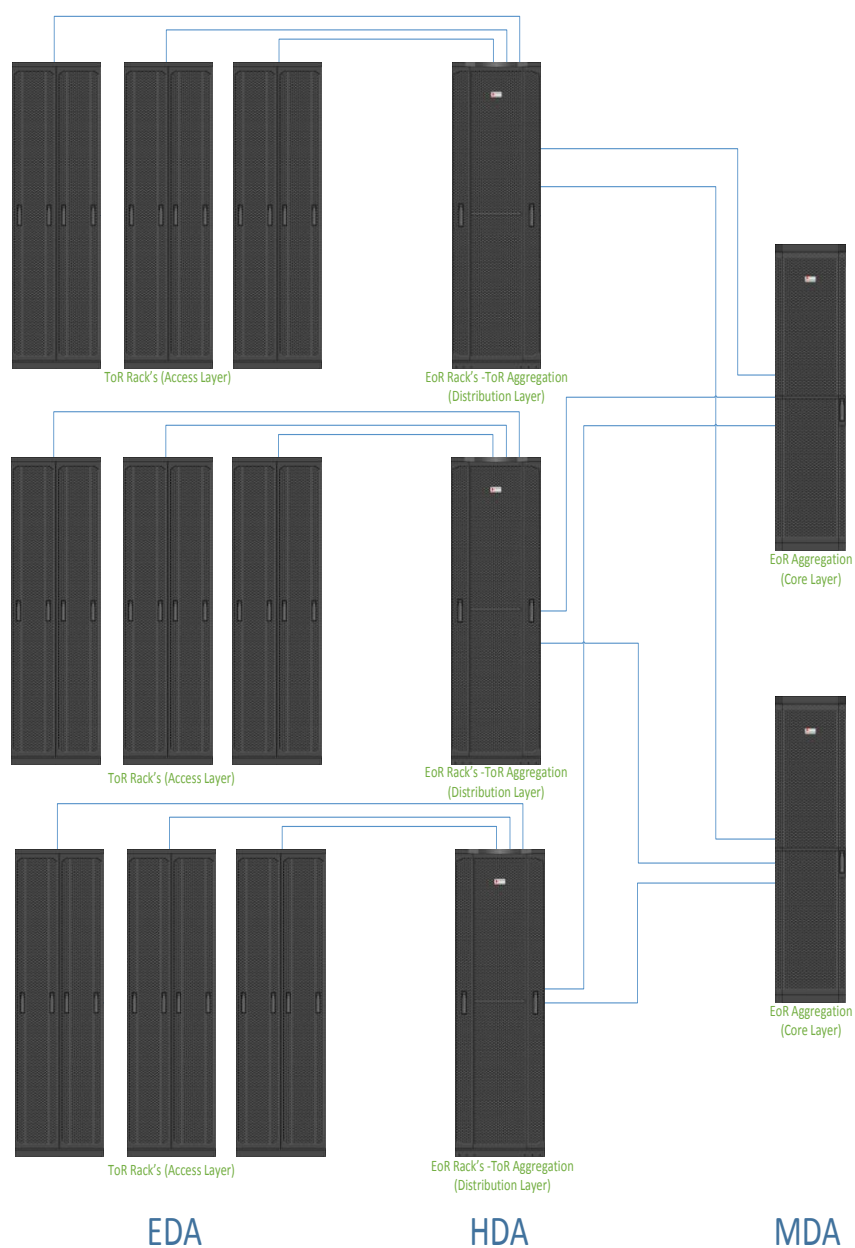 ToR Rack's (Access Layer)
EoR Rack's -ToR Aggregation
(Distribution Layer)
EoR Aggregation
(Core Layer)
ToR Rack's (Access Layer)
EoR Rack's -ToR Aggregation
(Distribution Layer)
EoR Aggregation
(Core Layer)
ToR Rack's (Access Layer)
EoR Rack's -ToR Aggregation
(Distribution Layer)
EDA
HDA
MDA